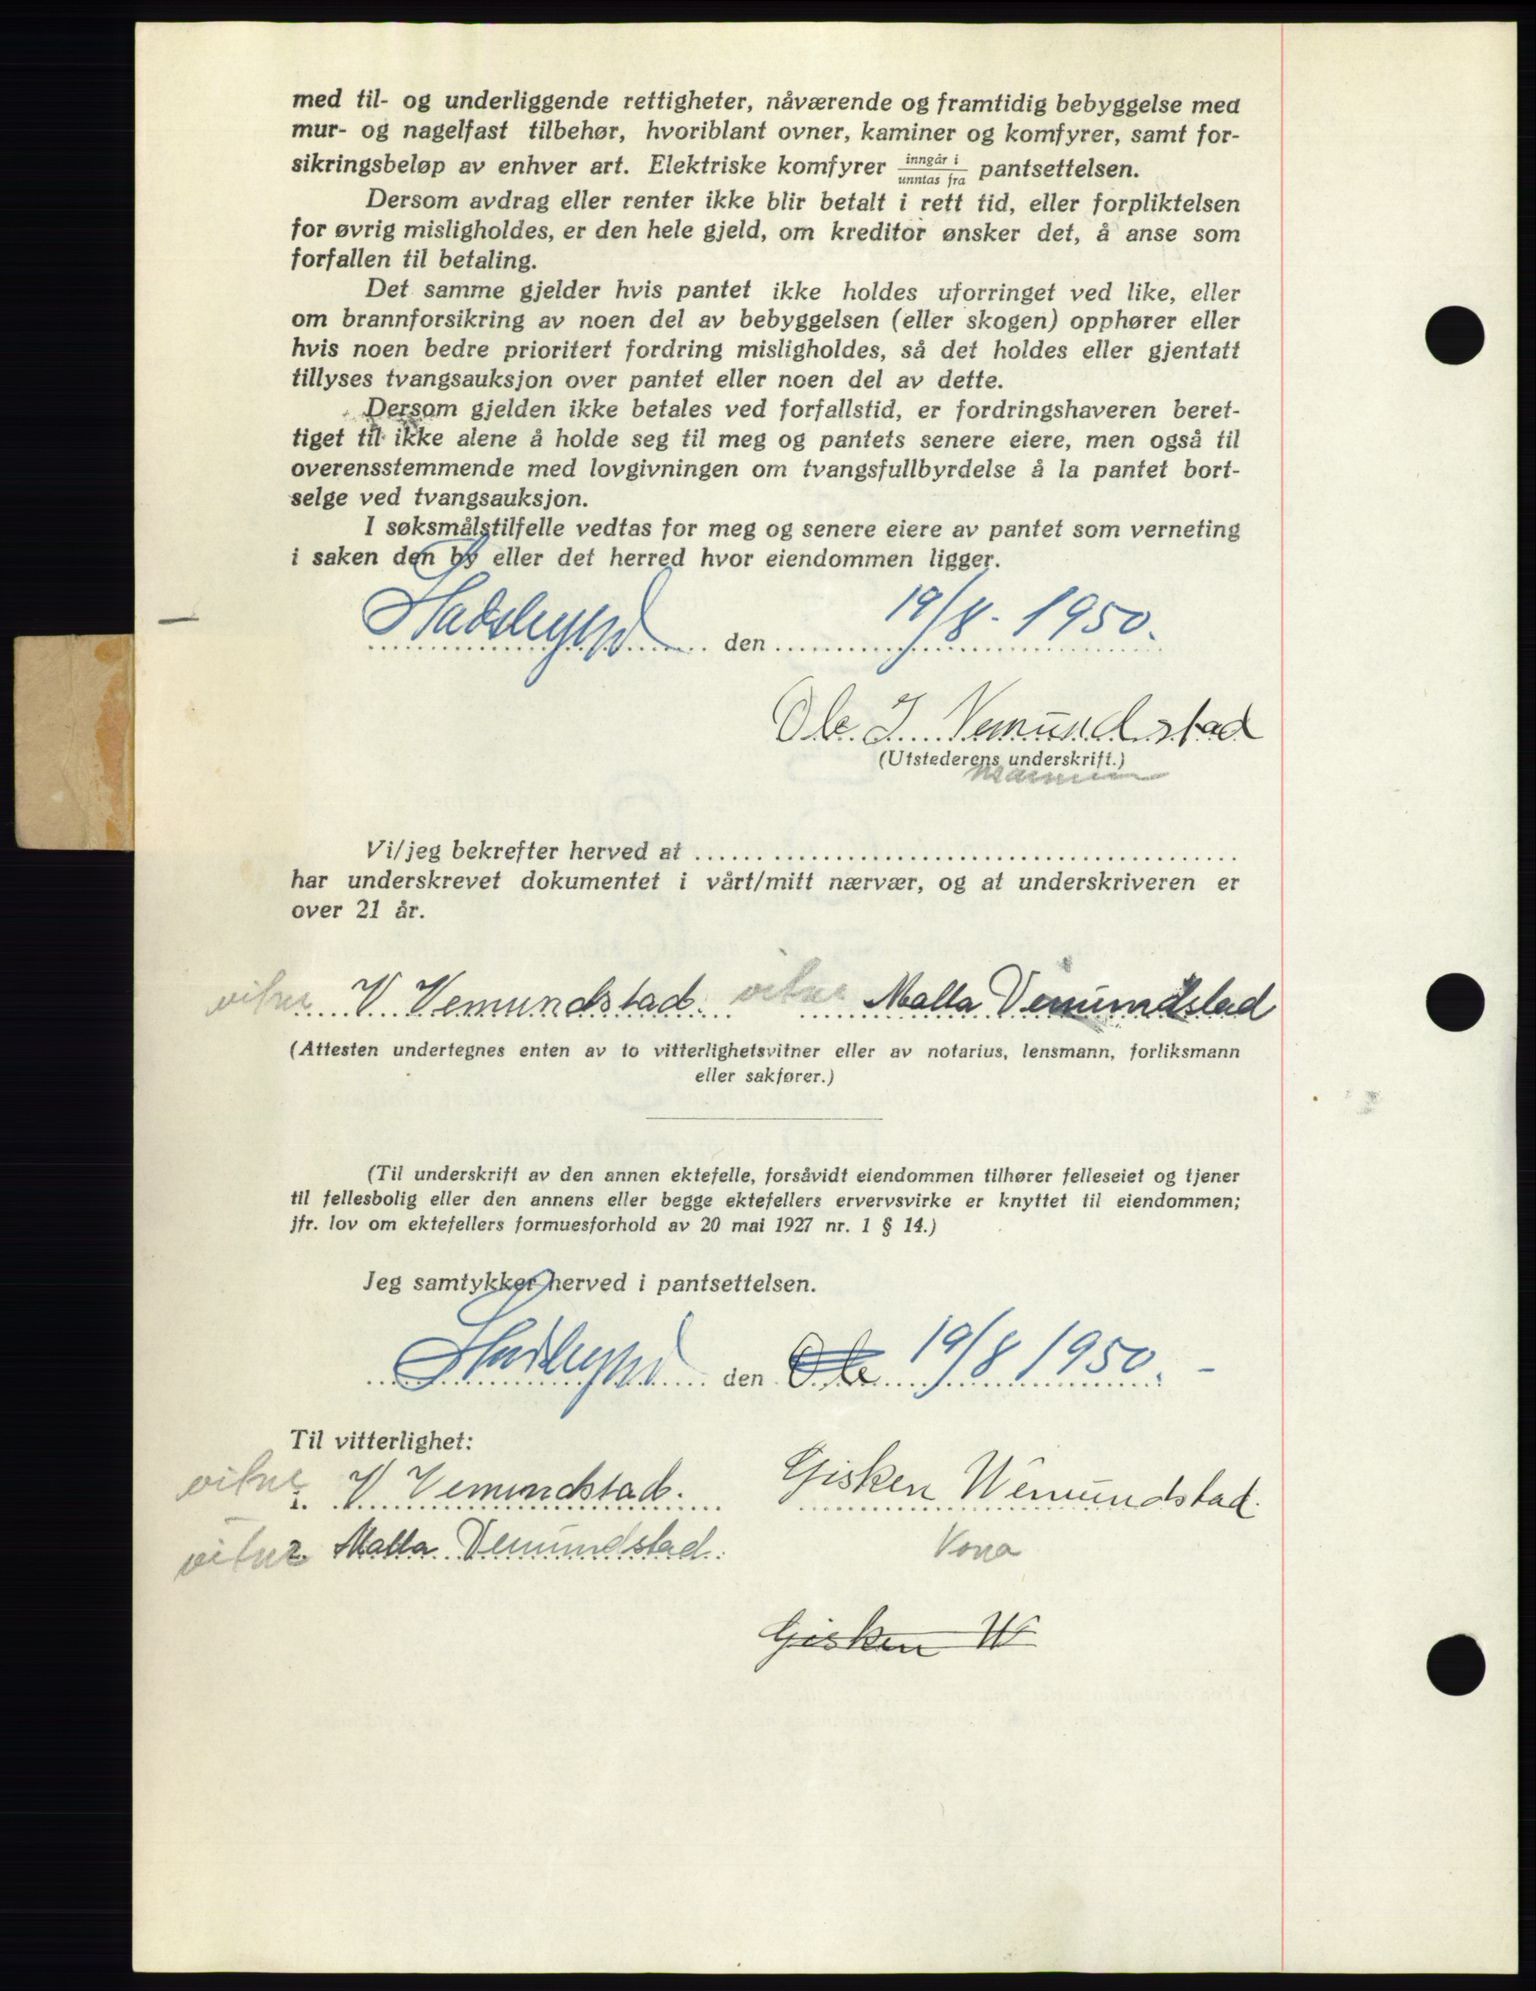 med til- og underliggende rettigheter, nåværende og framtidig bebyggelse med
mur- og nagelfast tilbehør, hvoriblant ovner, kaminer og komfyrer, samt for-
sikringsbeløp av enhver art. Elektriske komfyrer inngår i / unntas fra pantsettelsen.
Dersom avdrag eller renter ikke blir betalt i rett tid, eller forpliktelsen
for øvrig misligholdes, er den hele gjeld, om kreditor ønsker det, å anse som
forfallen til betaling.
Det samme gjelder hvis pantet ikke holdes uforringet ved like, eller
om brannforsikring av noen del av bebyggelsen (eller skogen) opphører eller
hvis noen bedre prioritert fordring misligholdes, så det holdes eller gjentatt
tillyses tvangsauksjon over pantet eller noen del av dette.
Dersom gjelden ikke betales ved forfallstid, er fordringshaveren beret-
tiget til ikke alene å holde seg til meg og pantets senere eiere, men også til
overensstemmende med lovgivningen om tvangsfullbyrdelse å la pantet bort-
selge ved tvangsauksjon.
I søksmålstilfelle vedtas for meg og senere eiere av pantet som verneting
i saken den by eller det herred hvor eiendommen ligger.
Stadsbygd den 19/8-1950.
Ole J. Vemundstad
(Utstederens underskrift.)
Vi/jeg bekrefter herved at
har underskrevet dokumentet i vårt/mitt nærvær, og at underskriveren er
over 21 år.
vitne V. Vemundstad. vitne Malla Vemundstad
(Attesten undertegnes enten av to vitterlighetsvitner eller av notarius, lensmann, forliksmann
eller sakfører.)
(Til underskrift av den annen ektefelle, forsåvidt eiendommen tilhører felleseiet og tjener
til fellesbolig eller den annens eller begge ektefellers ervervsvirke er knyttet til eiendommen;
jfr. lov om ektefellers formuesforhold av 20 mai 1927 nr. 1 § 14.)
Jeg samtykker herved i pantsettelsen.
Stadsbygd den Ole 19/8 1950. -
Til vitterlighet:
vitne 1. V Vemundstad. Gisken Wemundstad.
vitne 2. Malla Vemundstad. Kona
Gisken W